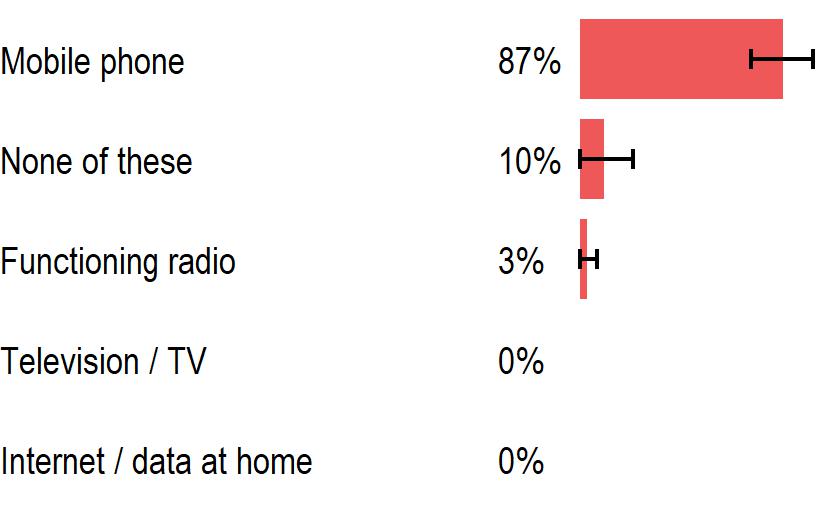 Mobile phone 87%
None of these 10%
Functioning radio 3%
Television / TV 0%
Internet / data at home 0%